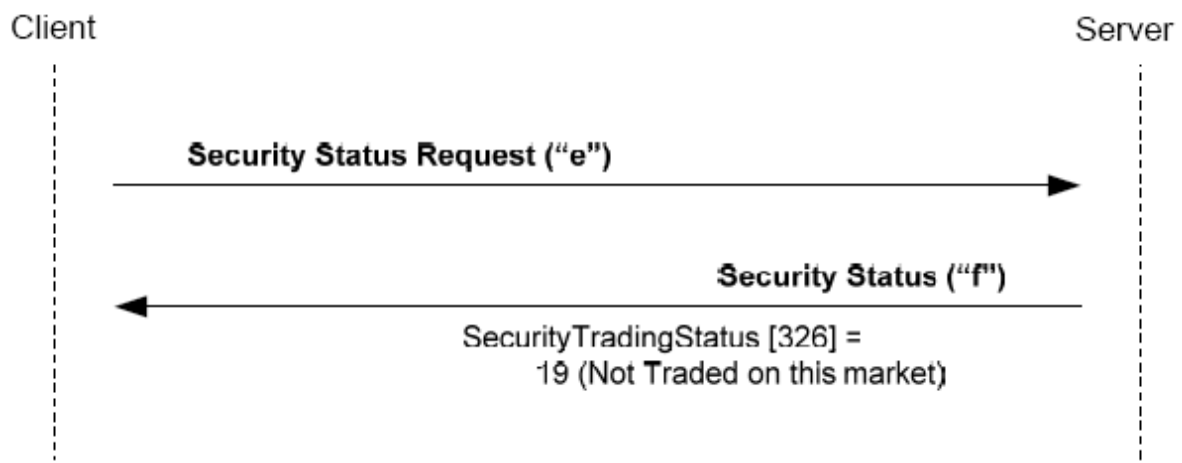 Client
Server
Security Status Request (“e”)
Security Status (“f”)
SecurityTradingStatus [326] =
19 (Not Traded on this market)